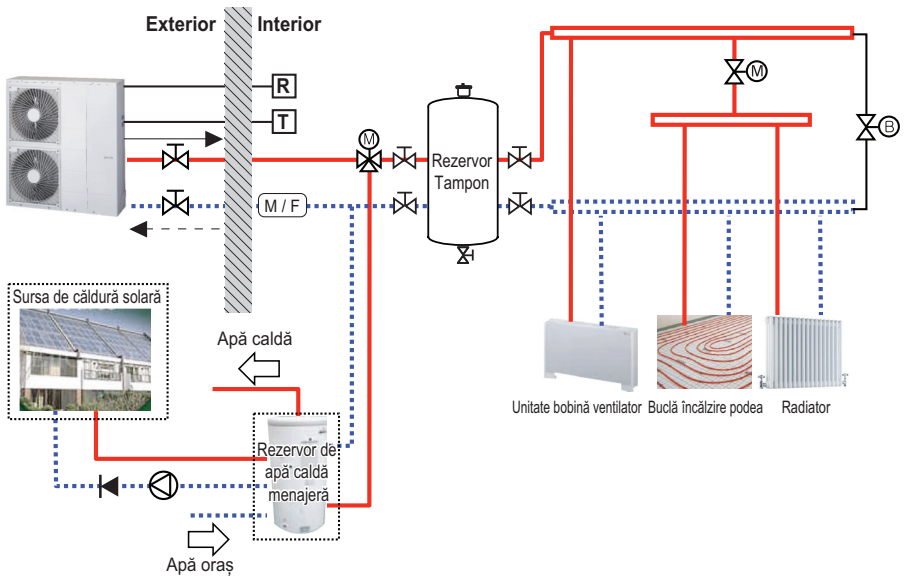 Exterior
Interior
R
T
M
M
B
Rezervor
Tampon
M / F
Sursa de căldură solară
Apă caldă
Unitate bobină ventilator
Buclă încălzire podea
Radiator
Rezervor de
apă caldă
menajeră
Apă oraș